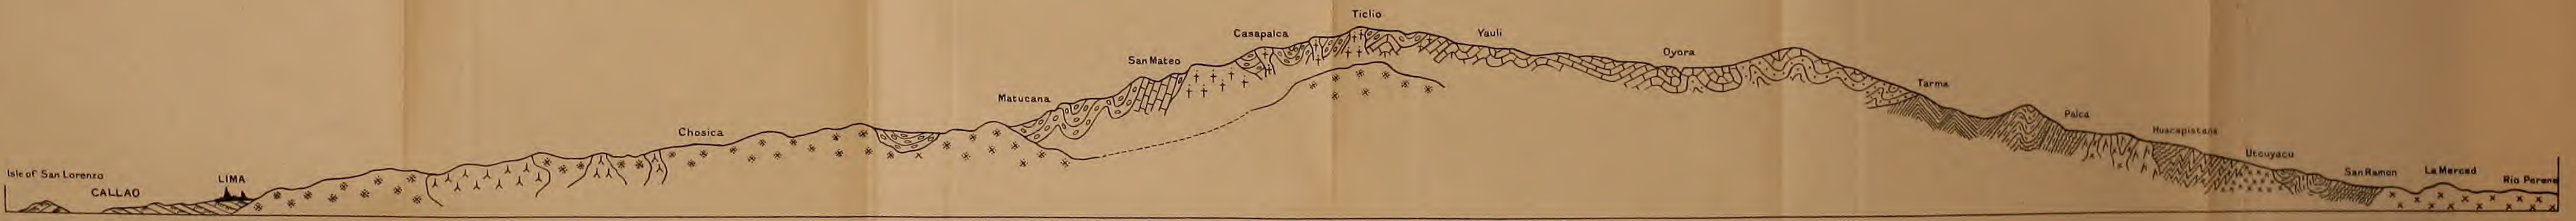 Isle of San Lorenzo
CALLAO
LIMA
Chosica
Matucana
San Mateo
Casapalca
Ticlio
Yauli
Oyora
Tarma
Palca
Huacapistana
Utcuyacu
San Ramon
La Merced
Rio Perené